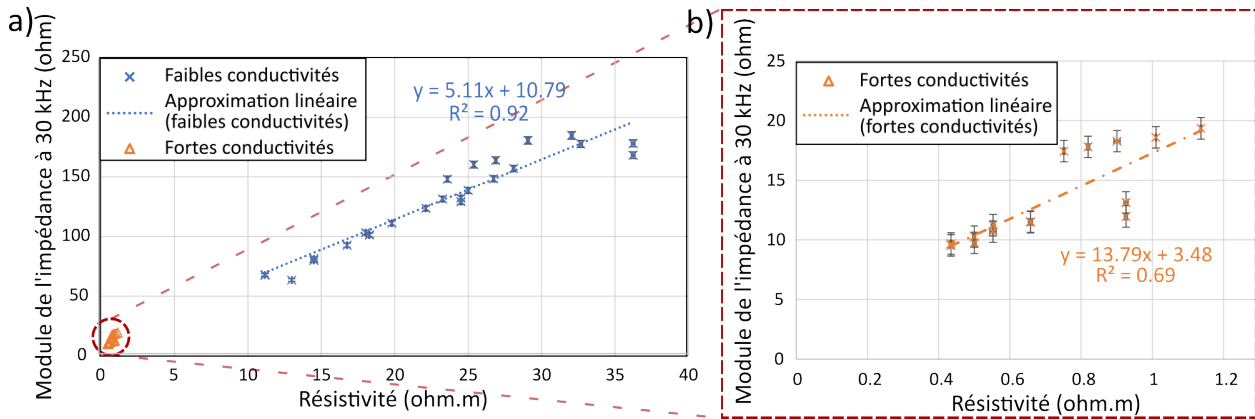 a)
Module de l'impédance à 30 kHz (ohm)
250
200
150
100
50
0
Faibles conductivités
Approximation linéaire
(faibles conductivités)
Fortes conductivités
y = 5.11x + 10.79
R² = 0.92
0 5 10 15 20 25 30 35 40
Résistivité (ohm.m)
b)
Module de l'impédance à 30 kHz (ohm)
25
20
15
10
5
0
Fortes conductivités
Approximation linéaire
(fortes conductivités)
y = 13.79x + 3.48
R² = 0.69
0 0.2 0.4 0.6 0.8 1 1.2
Résistivité (ohm.m)